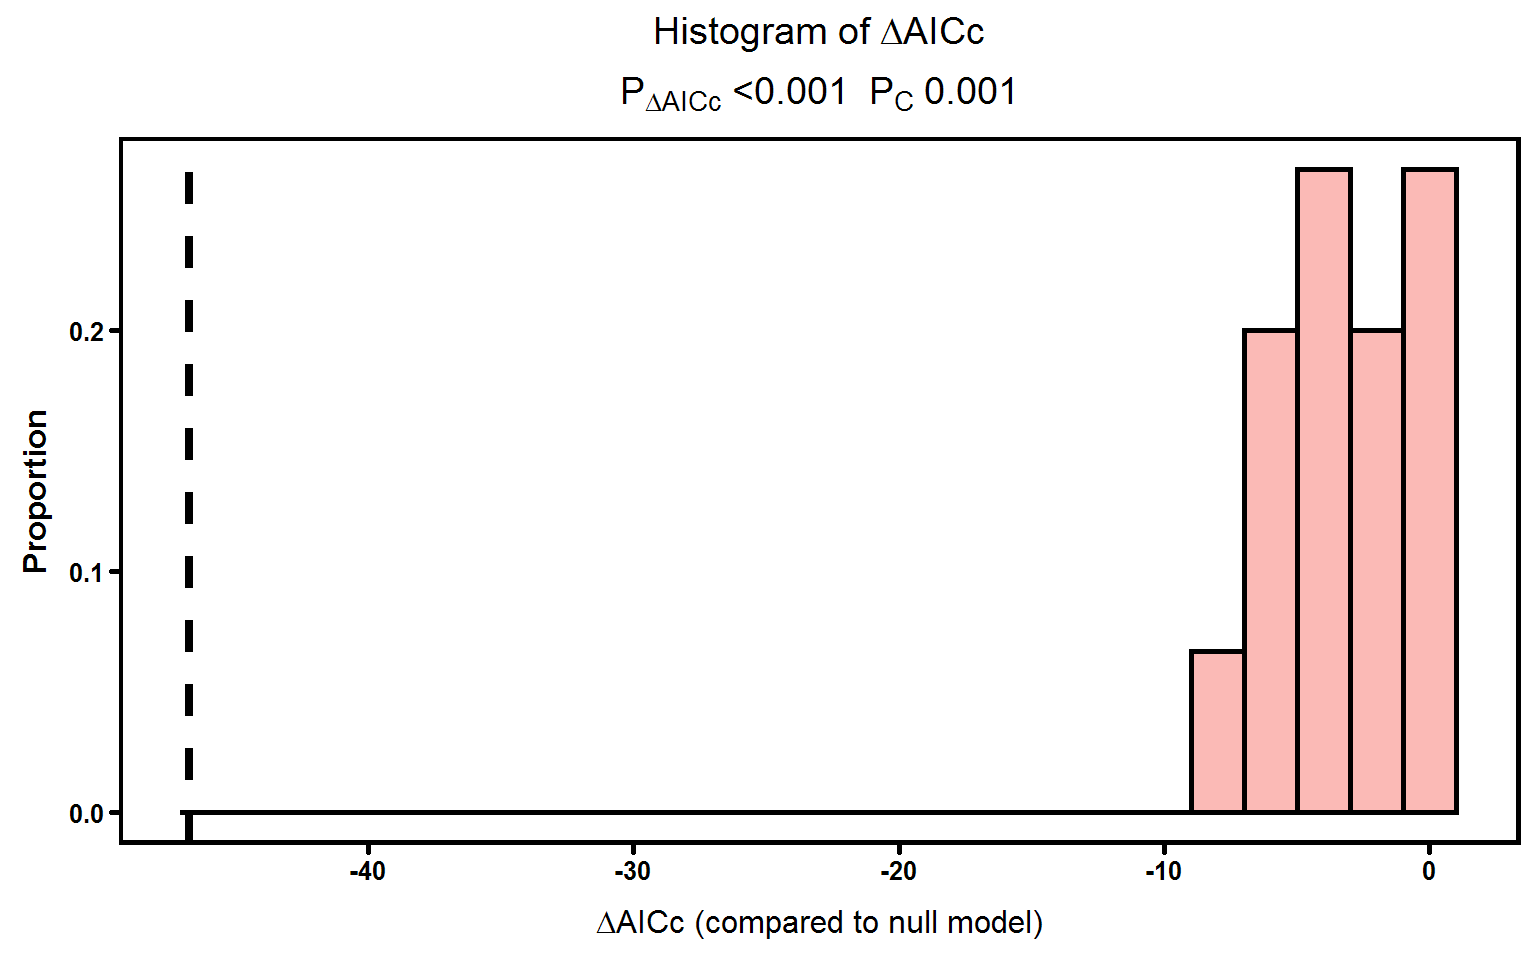 Histogram of ΔAICc
PΔAICc <0.001 PC 0.001
Proportion
0.2
0.1
0.0
-40 -30 -20 -10 0
ΔAICc (compared to null model)